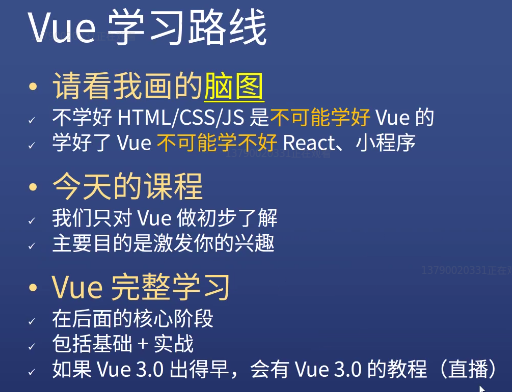 Vue 学习路线
• 请看我画的脑图
✓ 不学好 HTML/CSS/JS 是不可能学好 Vue 的
✓ 学好了 Vue 不可能学不好 React、小程序
• 今天的课程
✓ 我们只对 Vue 做初步了解
✓ 主要目的是激发你的兴趣
• Vue 完整学习
✓ 在后面的核心阶段
✓ 包括基础 + 实战
✓ 如果 Vue 3.0 出得早，会有 Vue 3.0 的教程（直播）